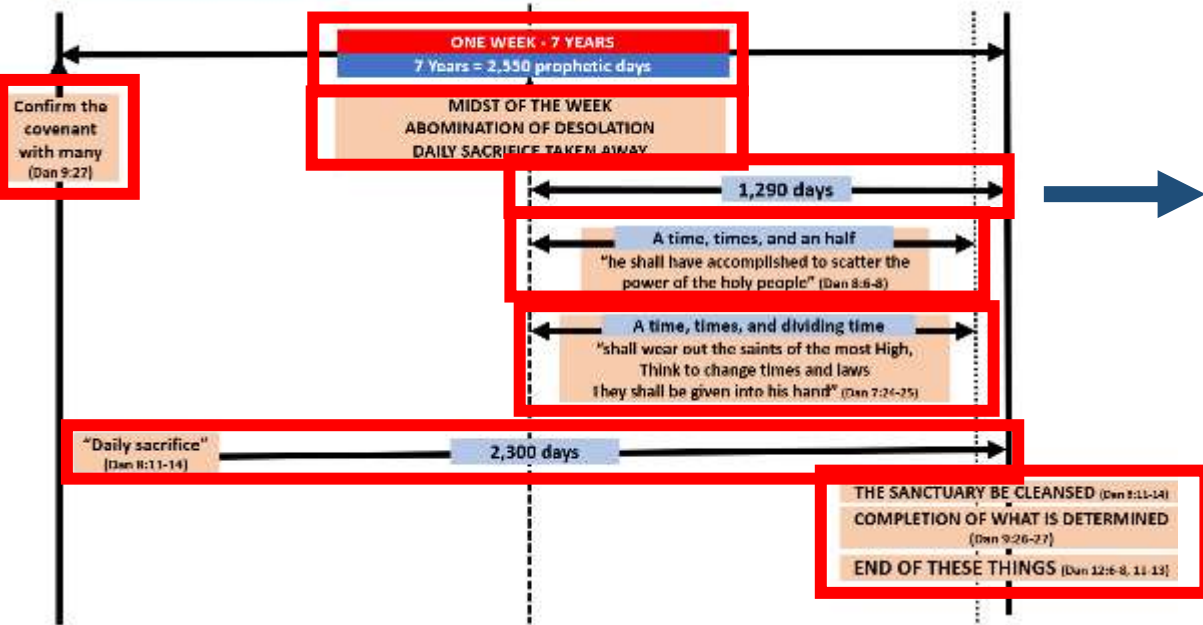 ONE WEEK - 7 YEARS
7 Years = 2,550 prophetic days
Confirm the
covenant
with many
(Dan 9:27)
MIDST OF THE WEEK
ABOMINATION OF DESOLATION
DAILY SACRIFICE TAKEN AWAY
1,290 days
A time, times, and an half
"he shall have accomplished to scatter the
power of the holy people" (Dan 8:6-8)
A time, times, and dividing time
"shall wear out the saints of the most High,
Think to change times and laws
They shall be given into his hand" (Dan 7:24-25)
"Daily sacrifice"
(Dan 8:11-14)
2,300 days
THE SANCTUARY BE CLEANSED (Dan 8:11-14)
COMPLETION OF WHAT IS DETERMINED
(Dan 9:26-27)
END OF THESE THINGS (Dan 12:6-8, 11-13)